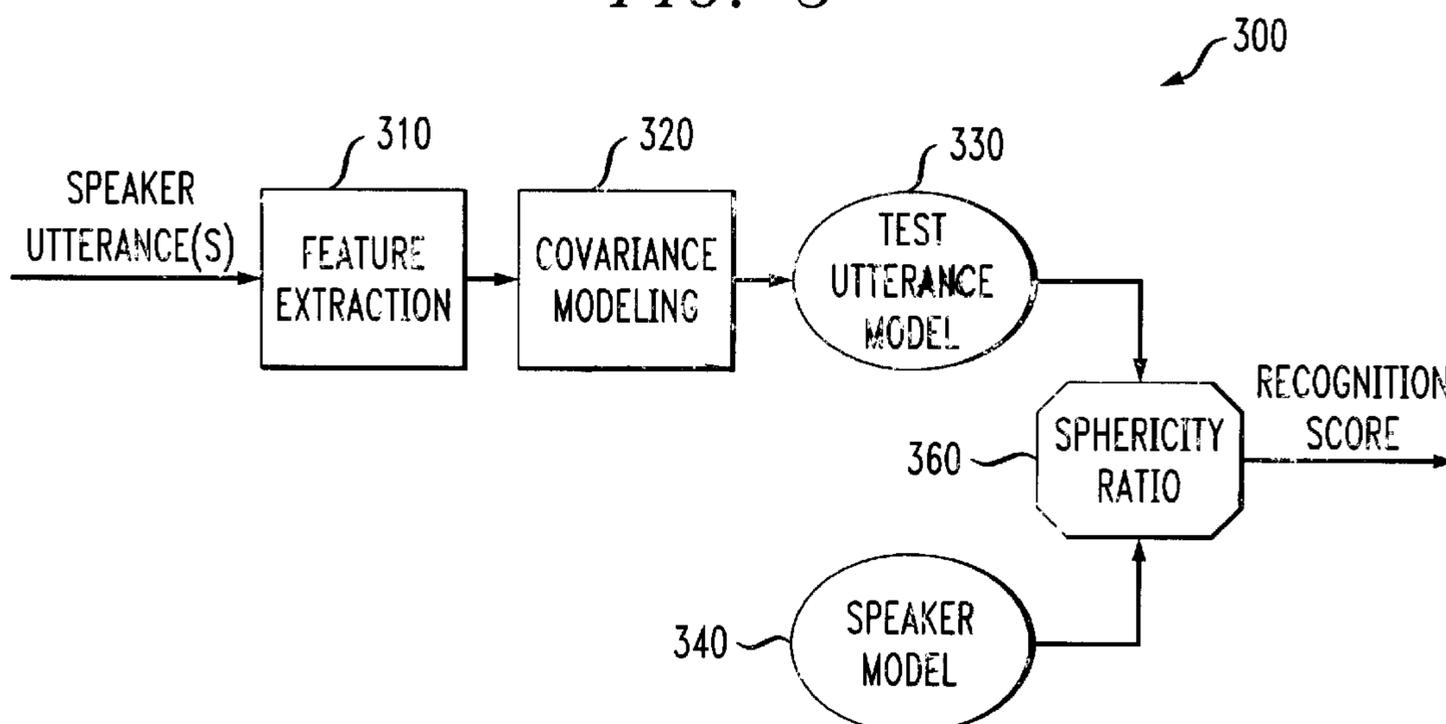 300
310
320
330
SPEAKER
UTTERANCE(S)
FEATURE
EXTRACTION
COVARIANCE
MODELING
TEST
UTTERANCE
MODEL
SPHERICITY
RATIO
360
RECOGNITION
SCORE
340
SPEAKER
MODEL